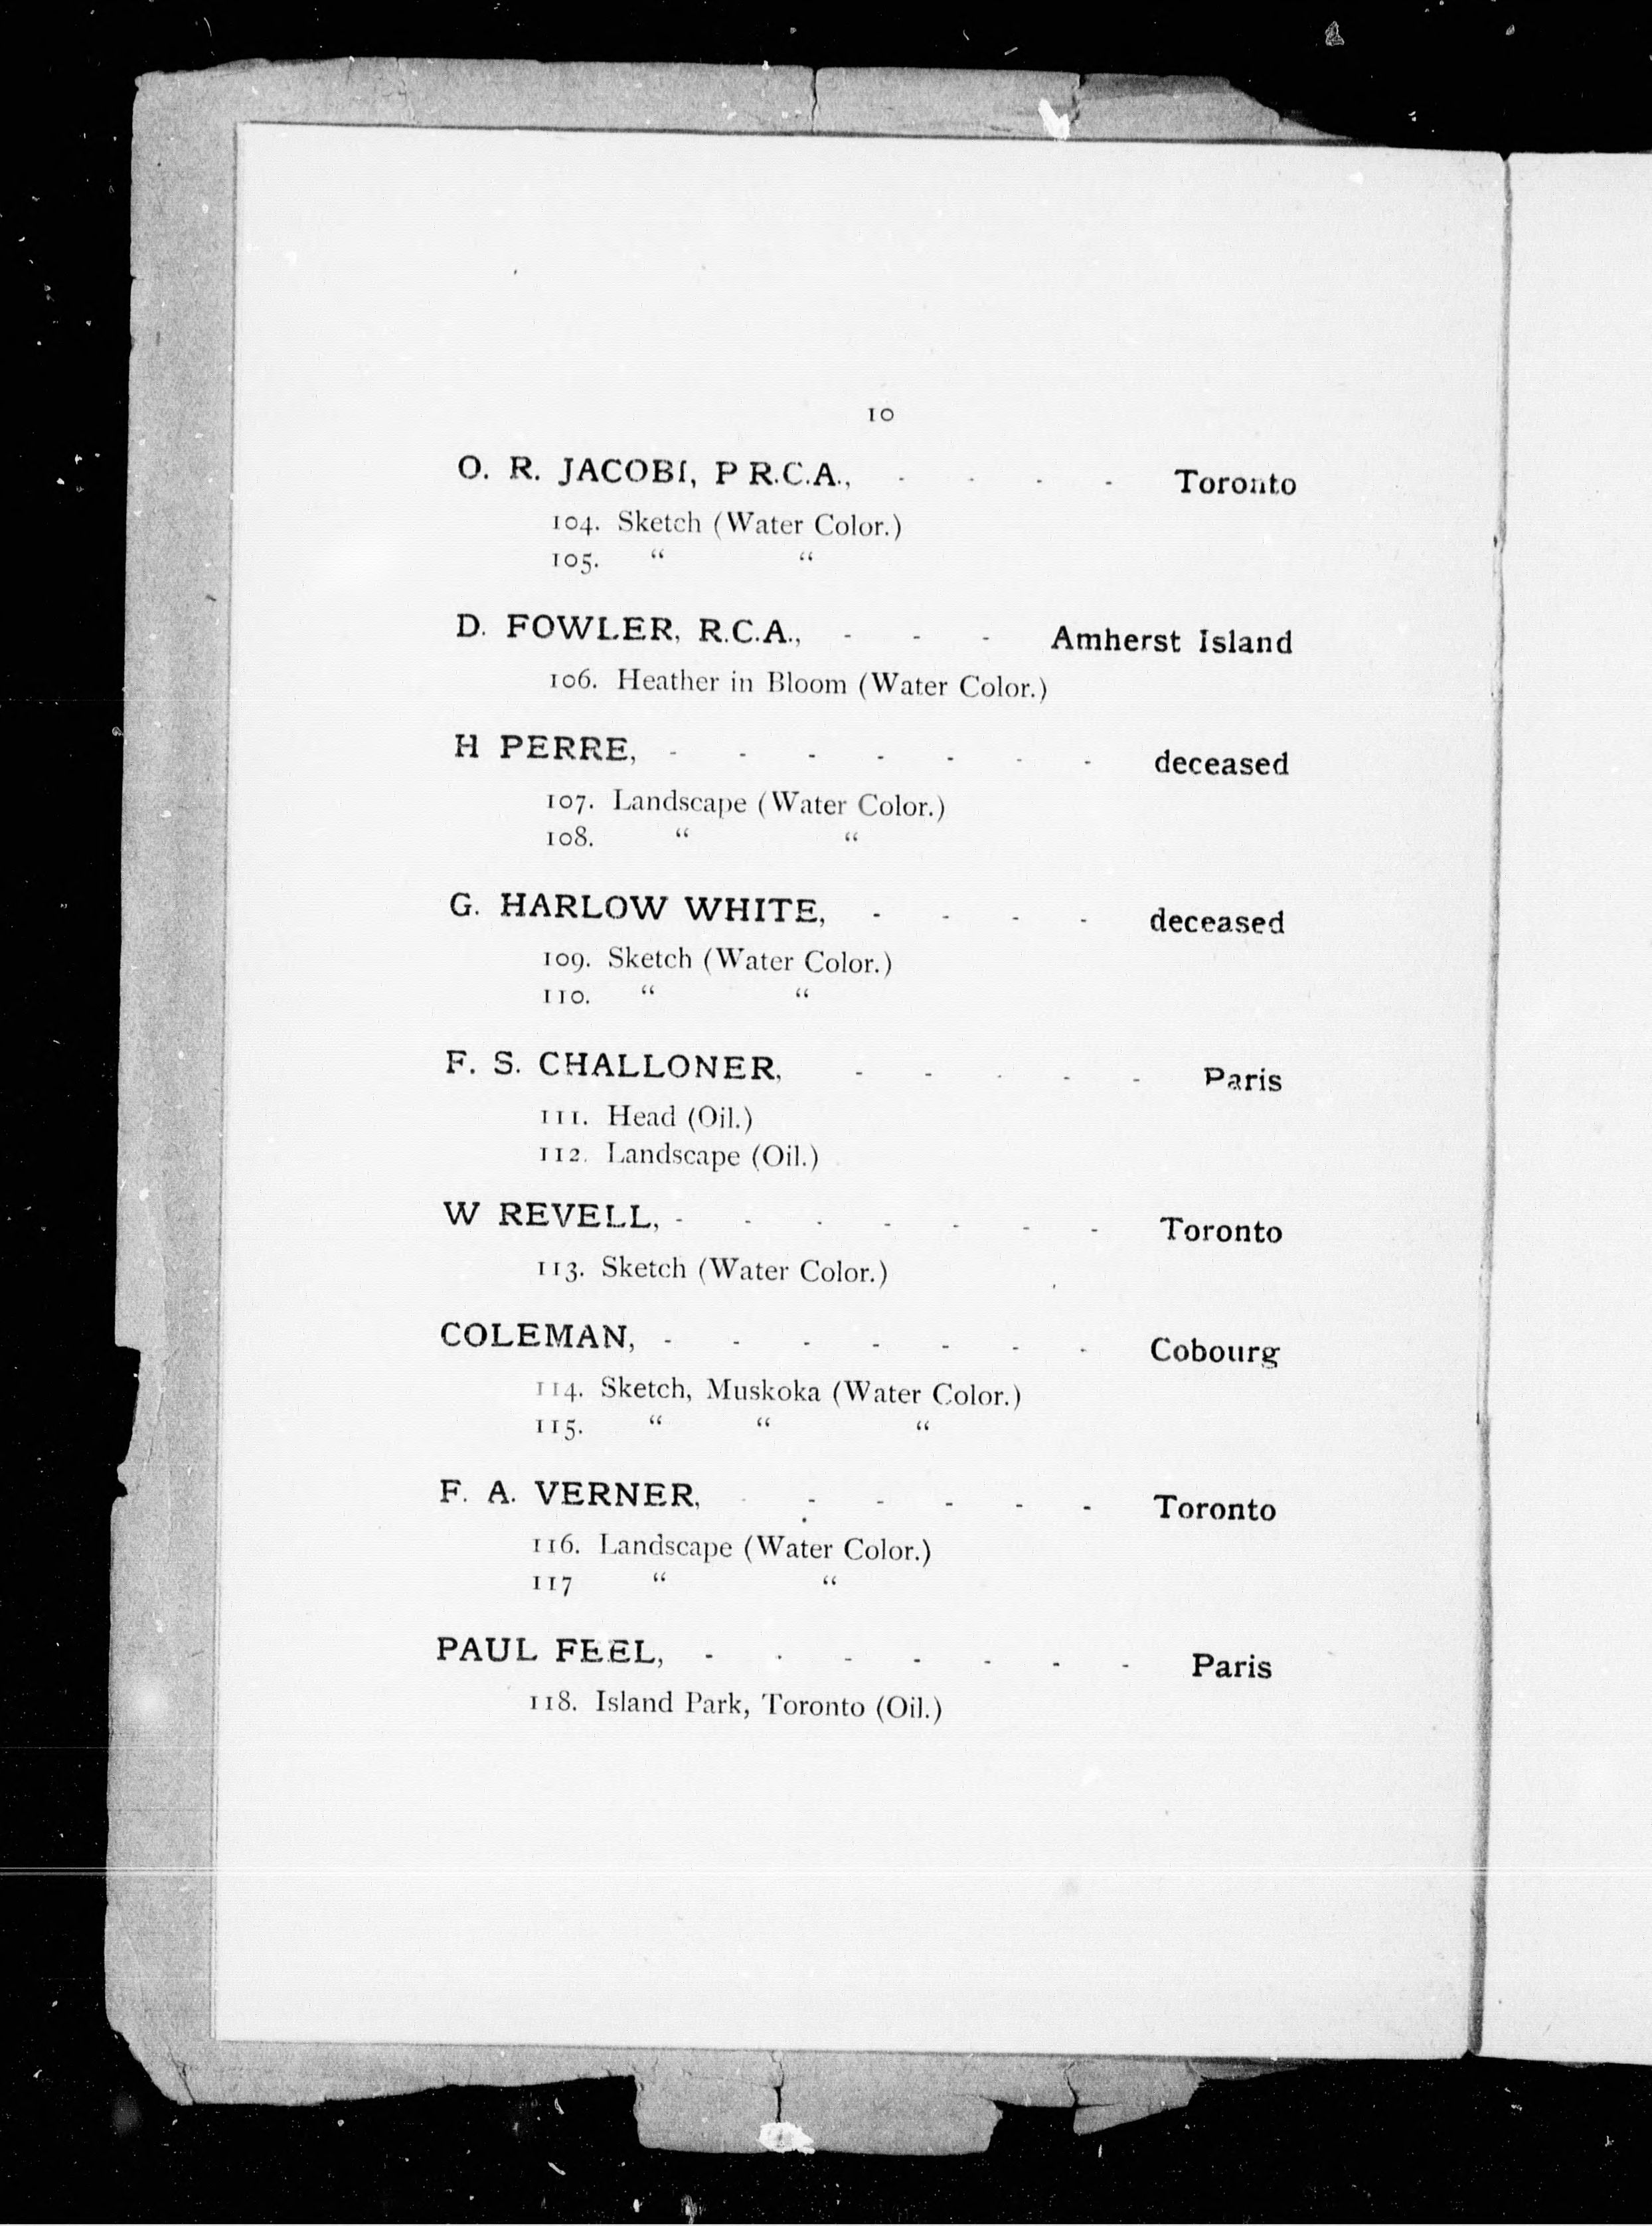 10
O. R. JACOBI, P R.C.A., - - - - Toronto
104. Sketch (Water Color.)
105. “ “
D. FOWLER, R.C.A., - - - Amherst Island
106. Heather in Bloom (Water Color.)
H PERRE, - - - - - - - deceased
107. Landscape (Water Color.)
108. “ “
G. HARLOW WHITE, - - - - deceased
109. Sketch (Water Color.)
110. “ “
F. S. CHALLONER, - - - - - Paris
111. Head (Oil.)
112. Landscape (Oil.)
W REVELL, - - - - - - - Toronto
113. Sketch (Water Color.)
COLEMAN, - - - - - - - Cobourg
114. Sketch, Muskoka (Water Color.)
115. “ “ “
F. A. VERNER, - - - - - - Toronto
116. Landscape (Water Color.)
117 “ “
PAUL FEEL, - - - - - - - Paris
118. Island Park, Toronto (Oil.)